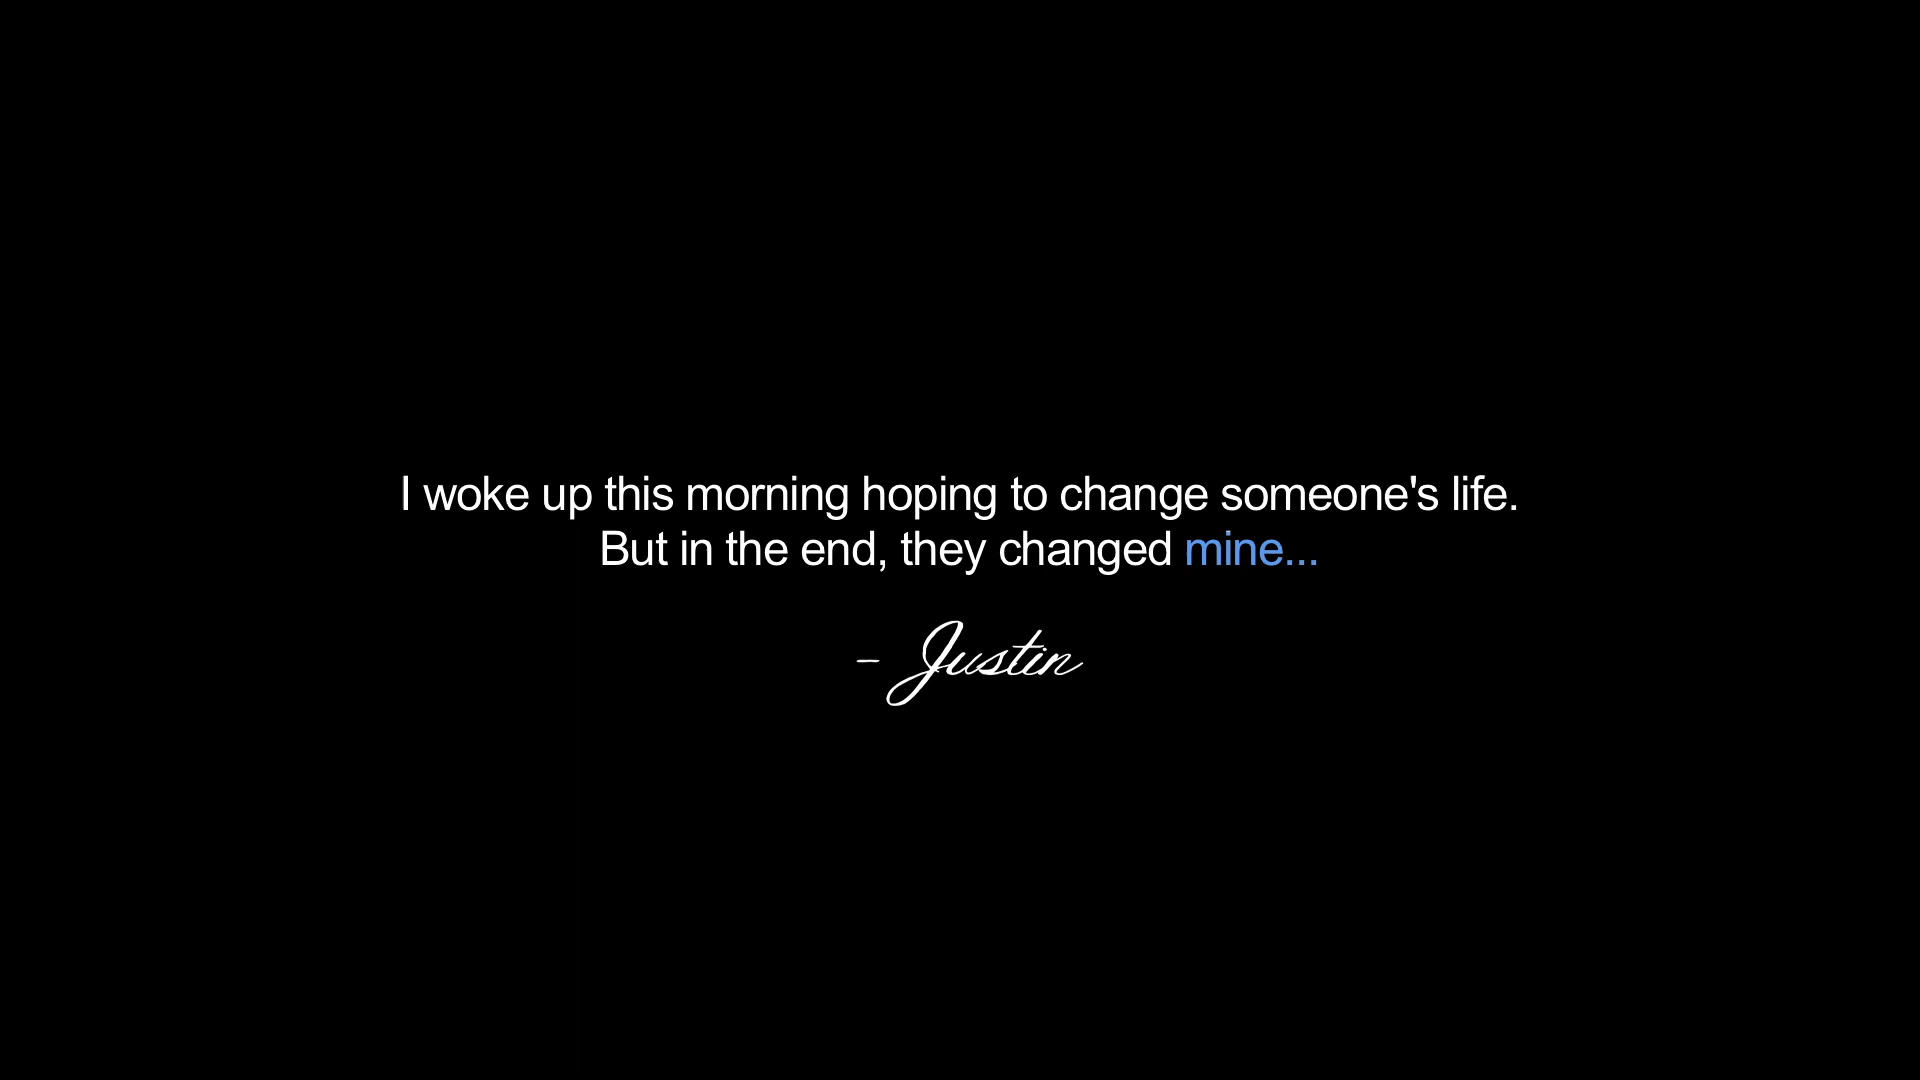 I woke up this morning hoping to change someone's life.
But in the end, they changed mine...
- Justin